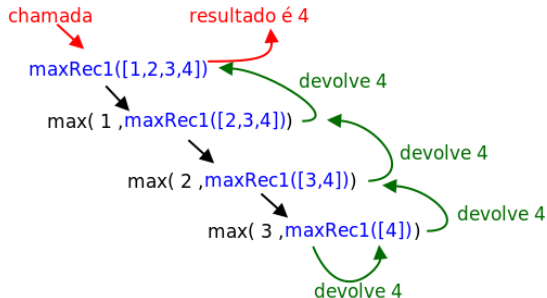 chamada
resultado é 4
maxRec1([1,2,3,4])
devolve 4
max( 1 ,maxRec1([2,3,4]))
devolve 4
max( 2 ,maxRec1([3,4]))
devolve 4
max( 3 ,maxRec1([4]))
devolve 4